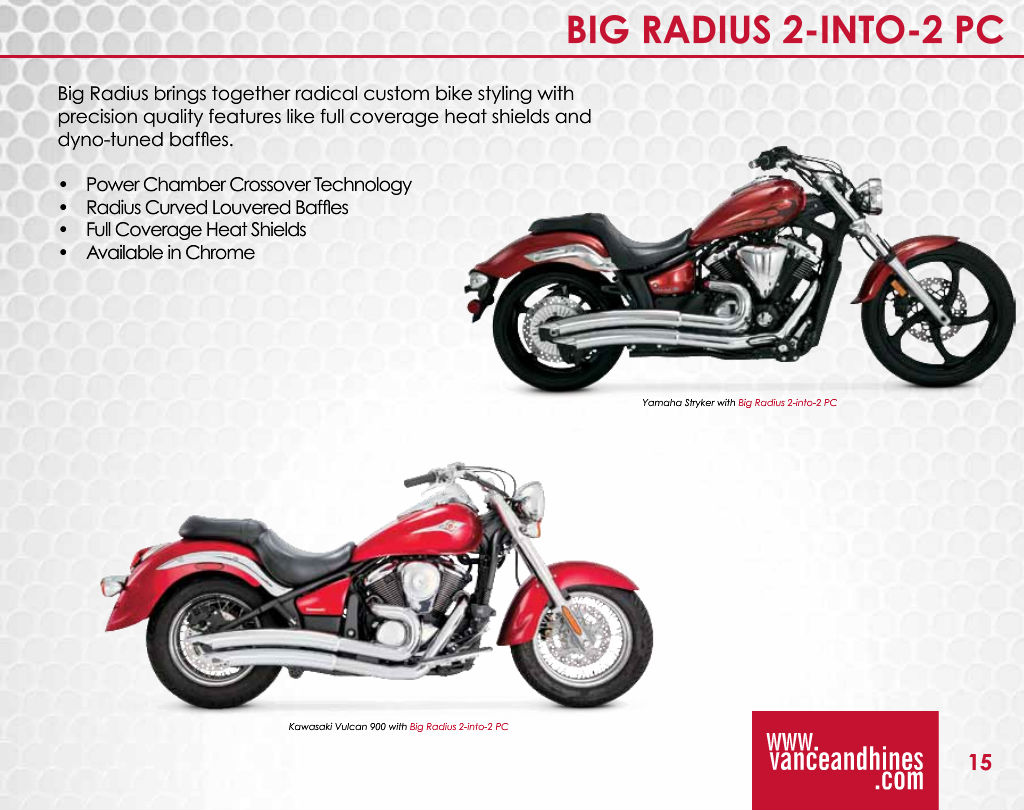 BIG RADIUS 2-INTO-2 PC
Big Radius brings together radical custom bike styling with
precision quality features like full coverage heat shields and
dyno-tuned baffles.
• Power Chamber Crossover Technology
• Radius Curved Louvered Baffles
• Full Coverage Heat Shields
• Available in Chrome
Yamaha Stryker with Big Radius 2-into-2 PC
Kawasaki Vulcan 900 with Big Radius 2-into-2 PC
www.
vanceandhines
.com
15